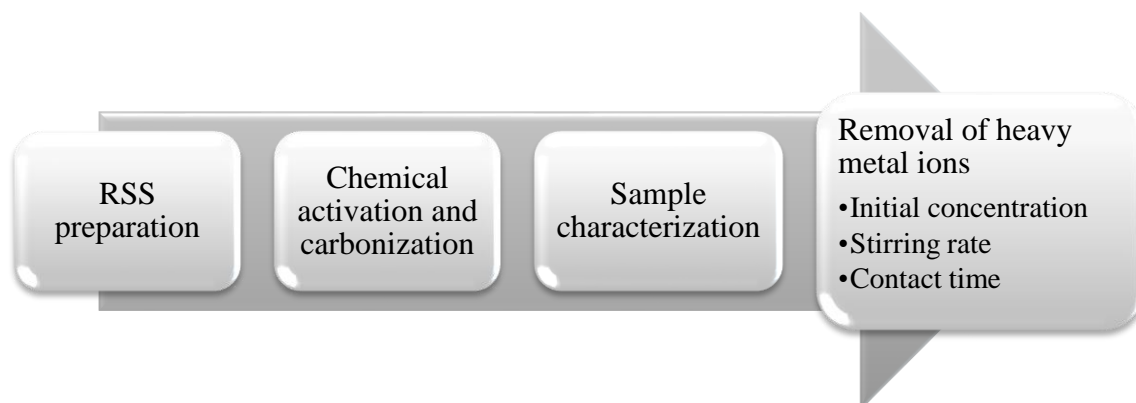 RSS
preparation
Chemical
activation and
carbonization
Sample
characterization
Removal of heavy
metal ions
•Initial concentration
•Stirring rate
•Contact time